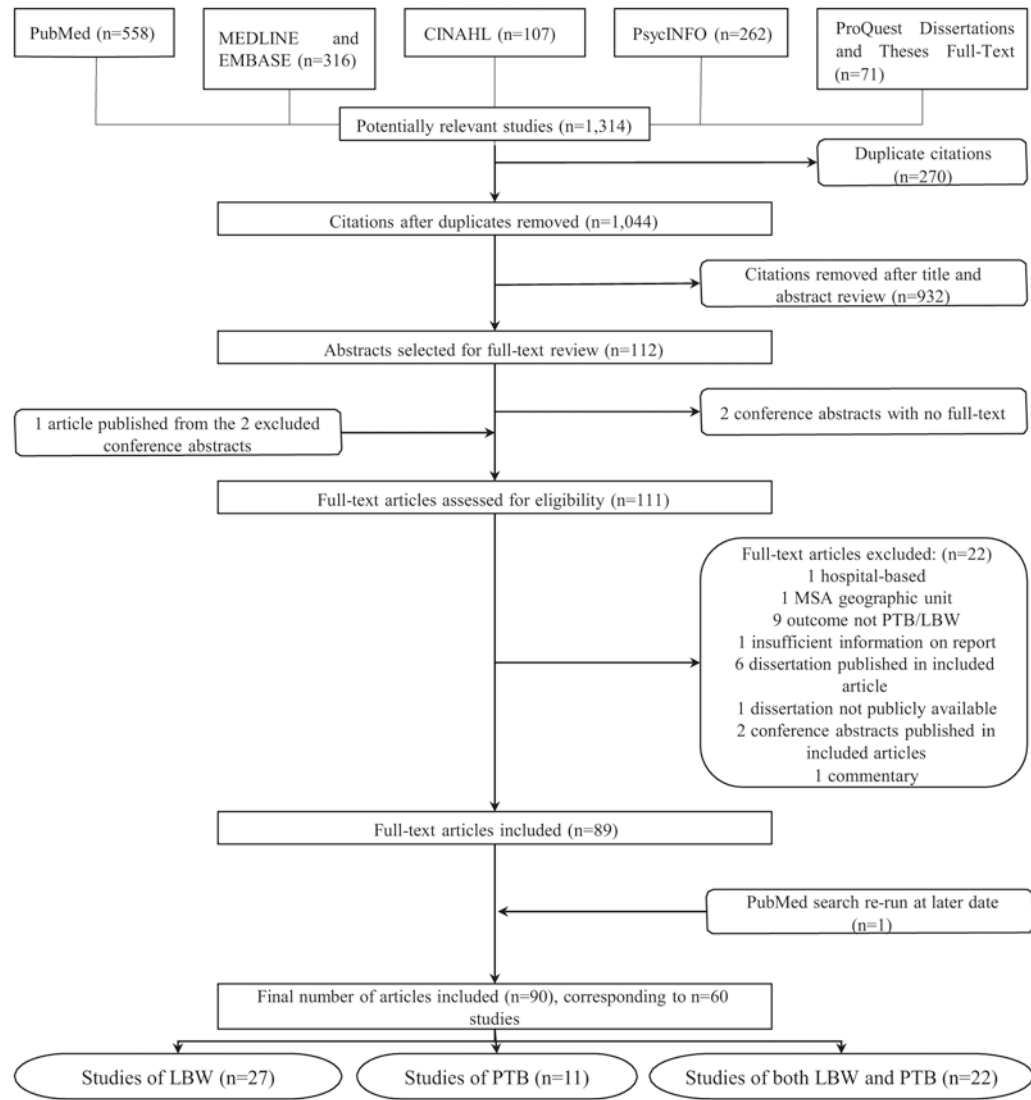 PubMed (n=558)
MEDLINE and
EMBASE (n=316)
CINAHL (n=107)
PsycINFO (n=262)
ProQuest Dissertations
and Theses Full-Text
(n=71)
Potentially relevant studies (n=1,314)
Duplicate citations
(n=270)
Citations after duplicates removed (n=1,044)
Citations removed after title and
abstract review (n=932)
Abstracts selected for full-text review (n=112)
1 article published from the 2 excluded
conference abstracts
2 conference abstracts with no full-text
Full-text articles assessed for eligibility (n=111)
Full-text articles excluded: (n=22)
1 hospital-based
1 MSA geographic unit
9 outcome not PTB/LBW
1 insufficient information on report
6 dissertation published in included
article
1 dissertation not publicly available
2 conference abstracts published in
included articles
1 commentary
Full-text articles included (n=89)
PubMed search re-run at later date
(n=1)
Final number of articles included (n=90), corresponding to n=60
studies
Studies of LBW (n=27)
Studies of PTB (n=11)
Studies of both LBW and PTB (n=22)